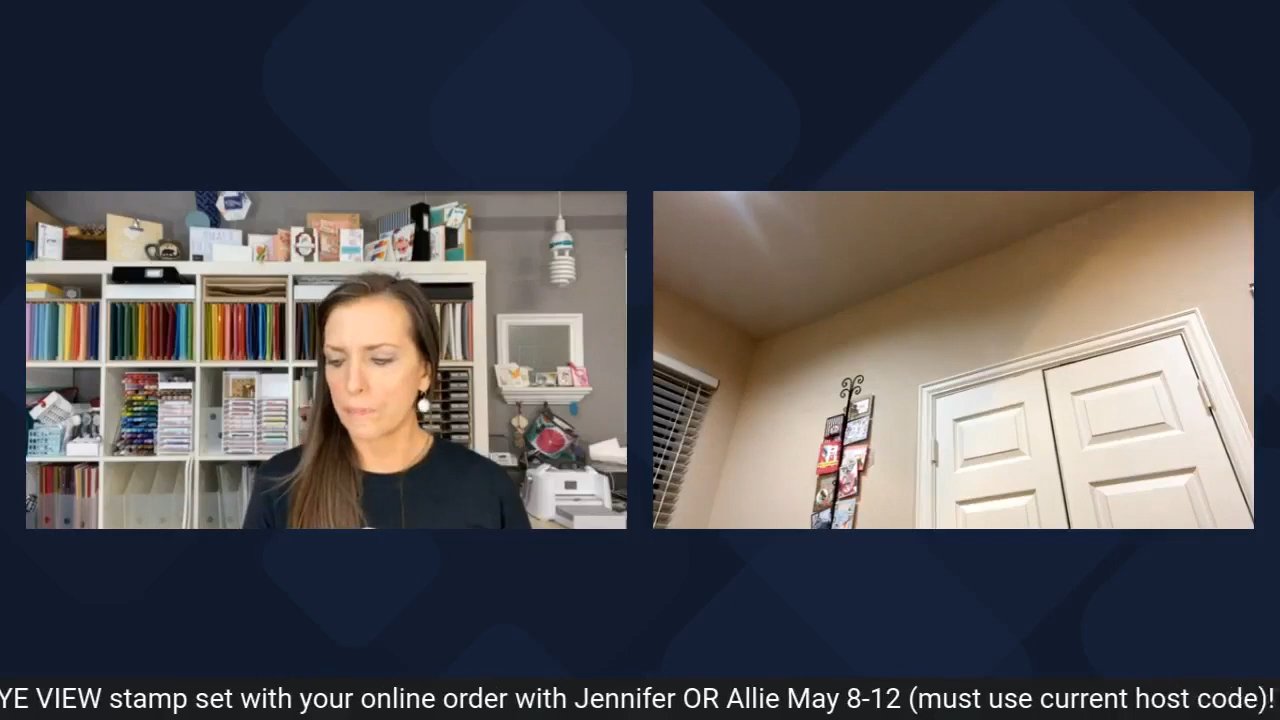 YE VIEW stamp set with your online order with Jennifer OR Allie May 8-12 (must use current host code)!